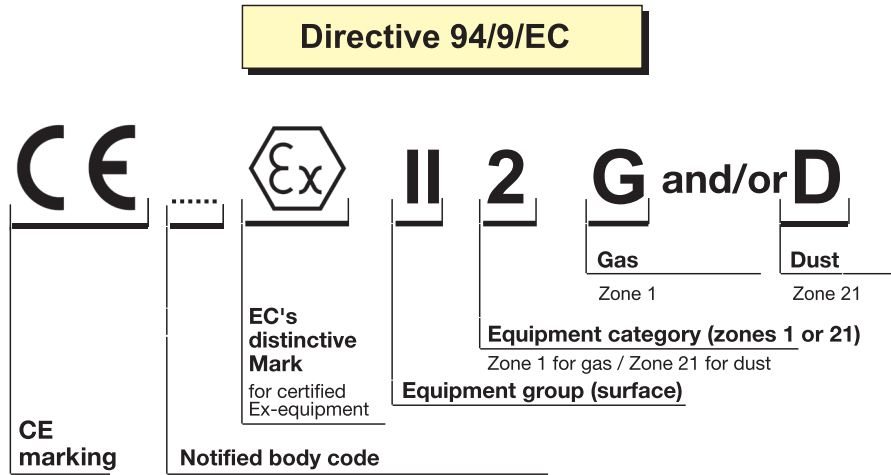 Directive 94/9/EC
CE ...... Ex II 2 G and/or D
Gas
Dust
Zone 1
Zone 21
EC's
distinctive
Mark
for certified
Ex-equipment
Equipment category (zones 1 or 21)
Zone 1 for gas / Zone 21 for dust
Equipment group (surface)
CE
marking
Notified body code